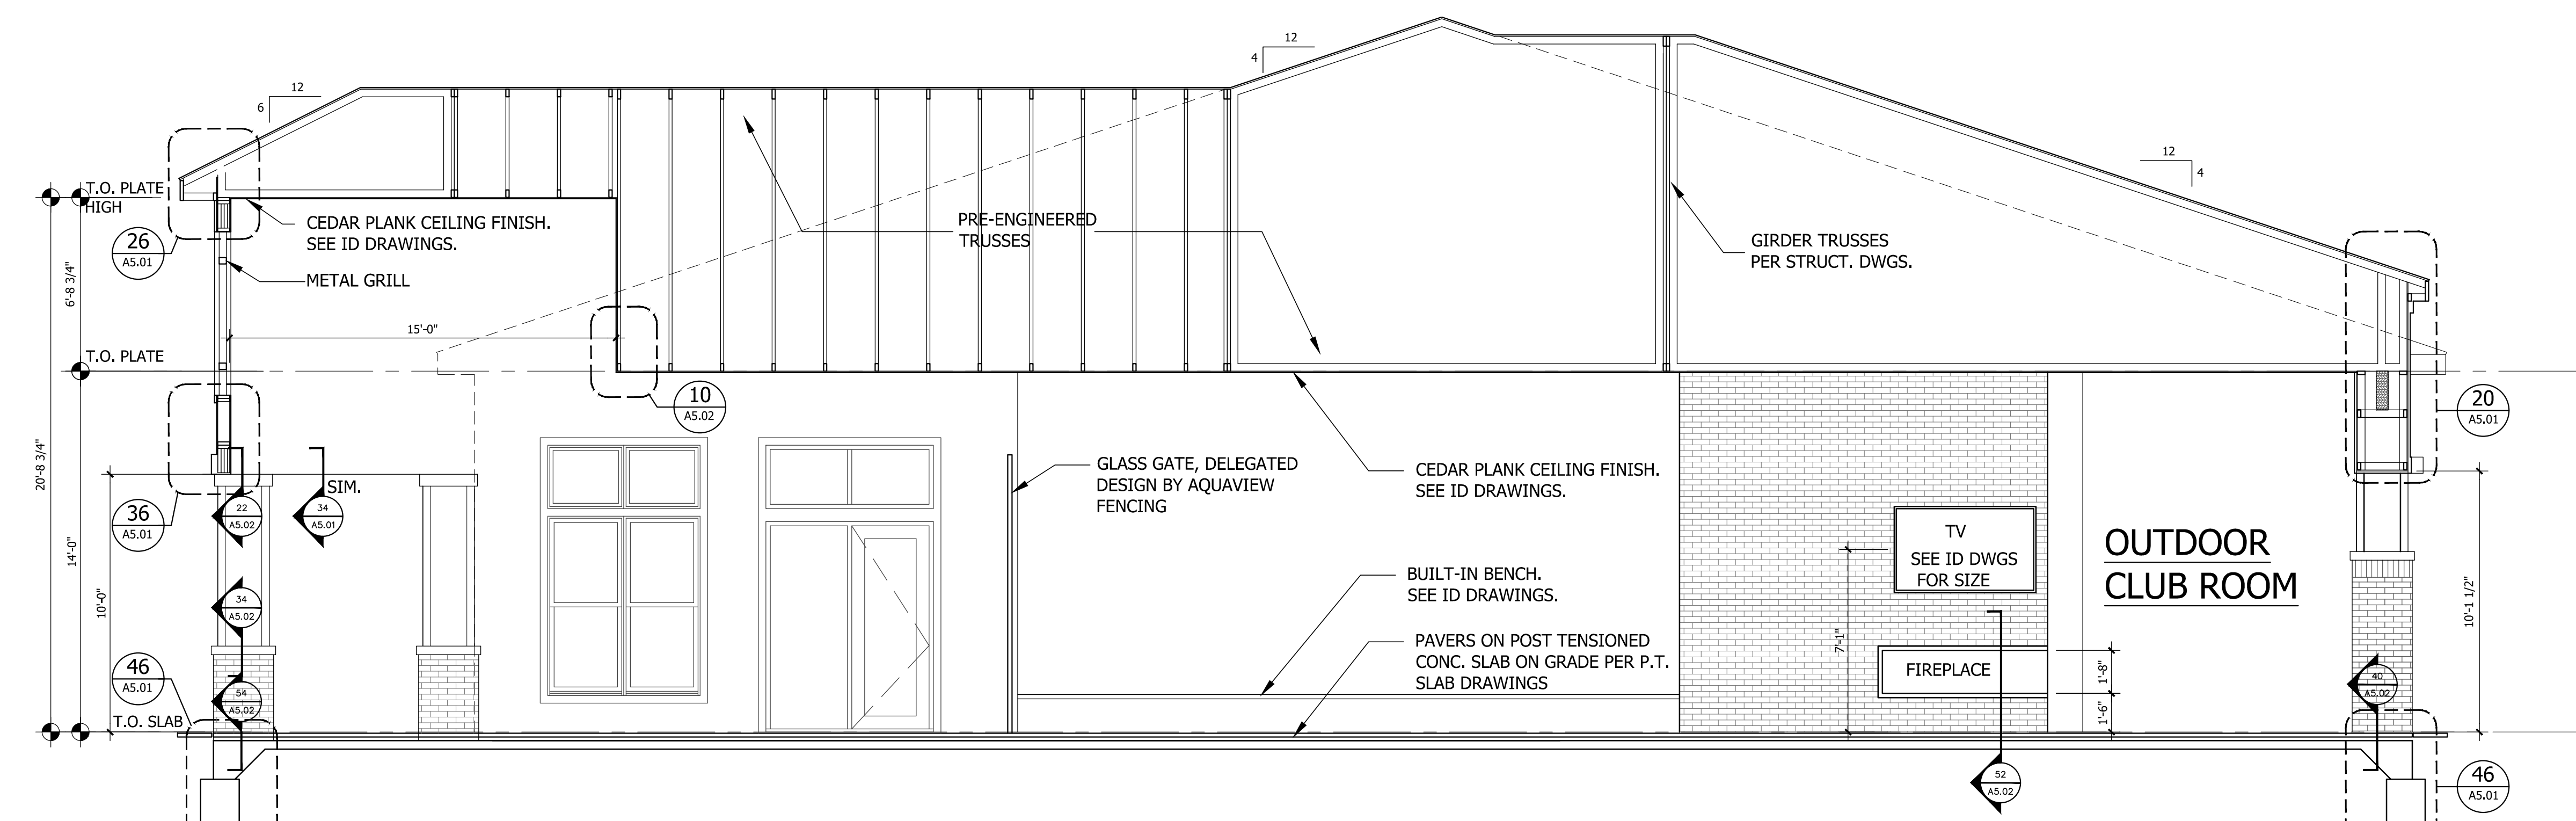 12
4
12
6
12
4
T.O. PLATE
HIGH
CEDAR PLANK CEILING FINISH.
SEE ID DRAWINGS.
26
A5.01
METAL GRILL
6'-8 3/4"
PRE-ENGINEERED
TRUSSES
GIRDER TRUSSES
PER STRUCT. DWGS.
15'-0"
T.O. PLATE
10
A5.02
20
A5.01
20'-8 3/4"
14'-0"
10'-0"
36
A5.01
SIM.
22
A5.02
34
A5.01
GLASS GATE, DELEGATED
DESIGN BY AQUAVIEW
FENCING
CEDAR PLANK CEILING FINISH.
SEE ID DRAWINGS.
TV
SEE ID DWGS
FOR SIZE
OUTDOOR
CLUB ROOM
BUILT-IN BENCH.
SEE ID DRAWINGS.
34
A5.02
10'-1 1/2"
7'-1"
PAVERS ON POST TENSIONED
CONC. SLAB ON GRADE PER P.T.
SLAB DRAWINGS
FIREPLACE
1'-8"
1'-6"
46
A5.01
54
A5.02
40
A5.02
T.O. SLAB
52
A5.02
46
A5.01